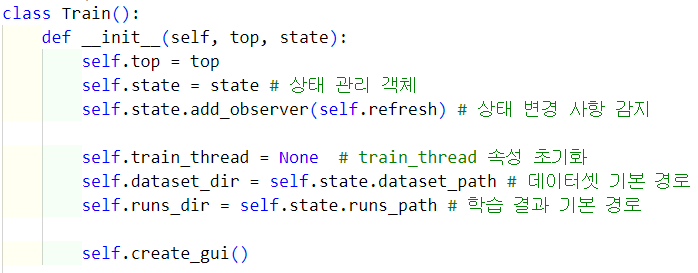 class Train():
    def __init__(self, top, state):
        self.top = top
        self.state = state # 상태 관리 객체
        self.state.add_observer(self.refresh) # 상태 변경 사항 감지
        self.train_thread = None  # train_thread 속성 초기화
        self.dataset_dir = self.state.dataset_path # 데이터셋 기본 경로
        self.runs_dir = self.state.runs_path # 학습 결과 기본 경로
        self.create_gui()